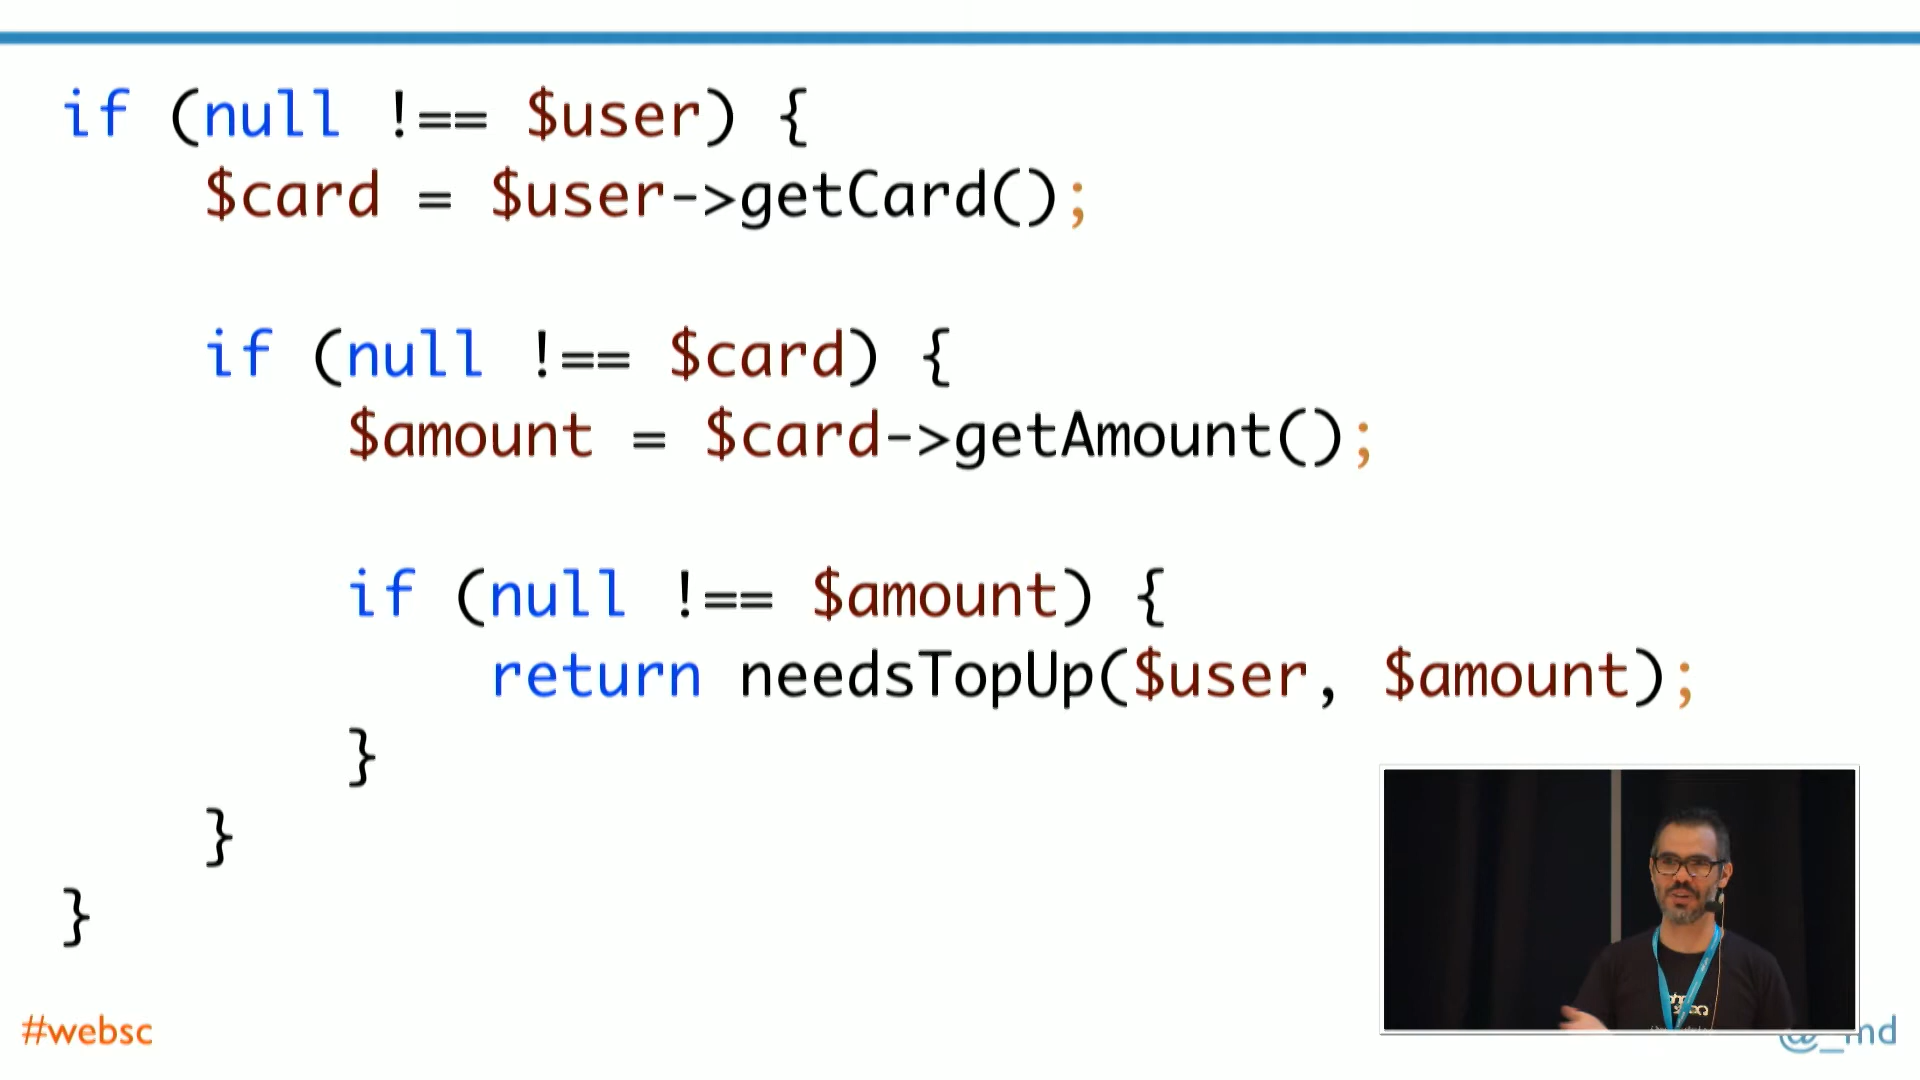 if (null !== $user) {
    $card = $user->getCard();
    if (null !== $card) {
        $amount = $card->getAmount();
        if (null !== $amount) {
            return needsTopUp($user, $amount);
        }
    }
}
#websc